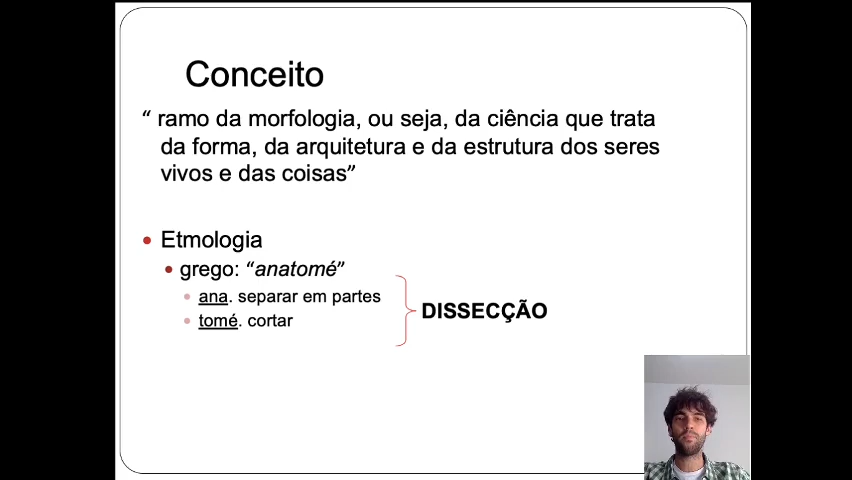 Conceito
“ ramo da morfologia, ou seja, da ciência que trata
da forma, da arquitetura e da estrutura dos seres
vivos e das coisas”
Etmologia
grego: “anatomé”
ana. separar em partes
tomé. cortar
DISSECÇÃO